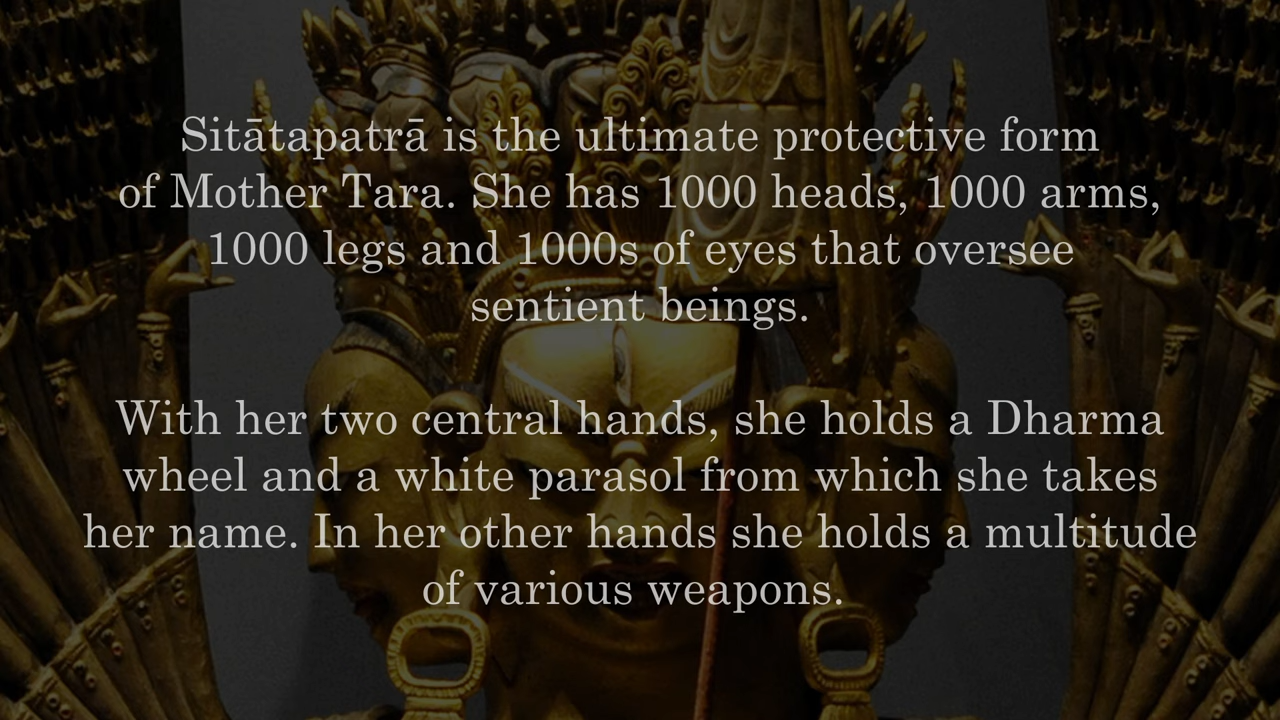 Sitātapatrā is the ultimate protective form
of Mother Tara. She has 1000 heads, 1000 arms,
1000 legs and 1000s of eyes that oversee
sentient beings.
With her two central hands, she holds a Dharma
wheel and a white parasol from which she takes
her name. In her other hands she holds a multitude
of various weapons.